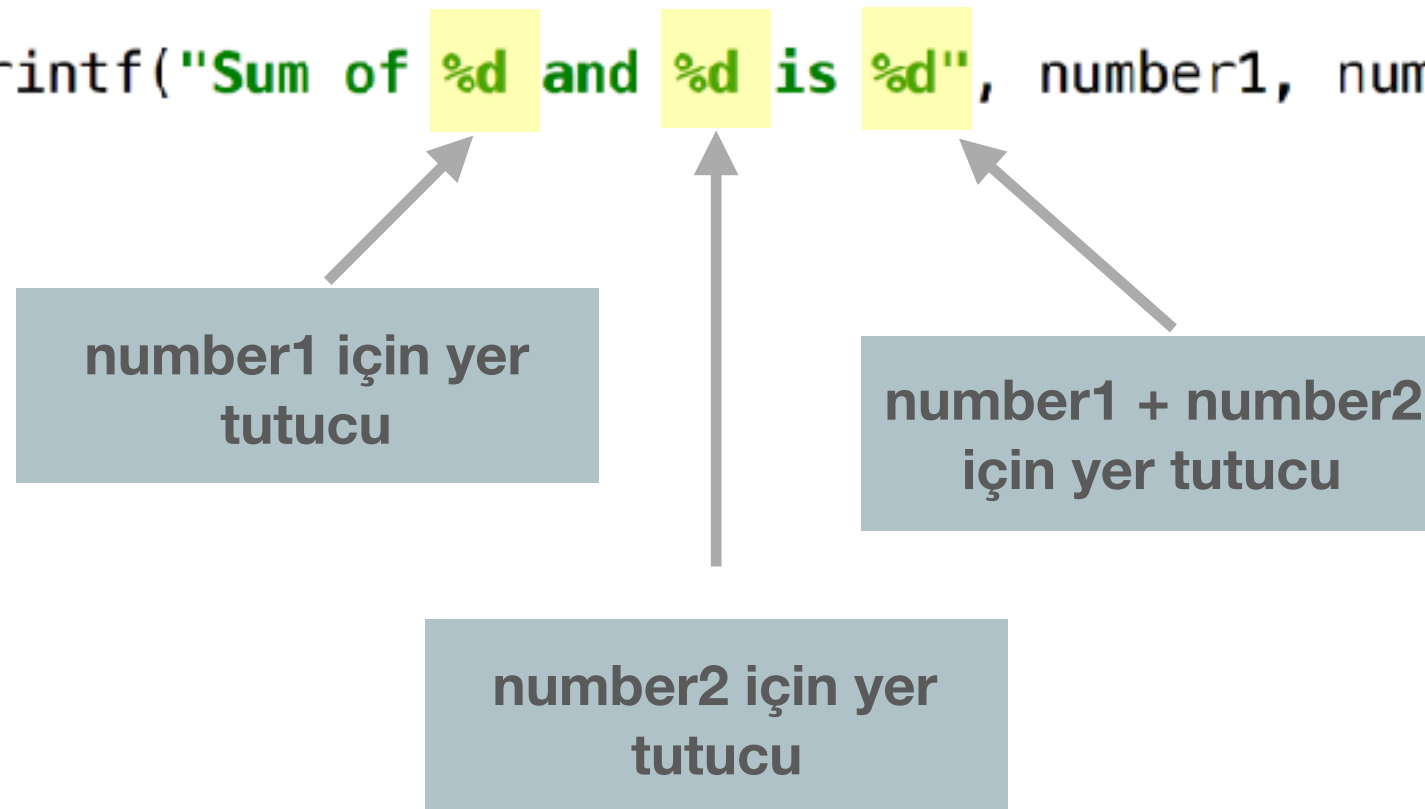 rintf("Sum of %d and %d is %d", number1, num
number1 için yer
tutucu
number1 + number2
için yer tutucu
number2 için yer
tutucu